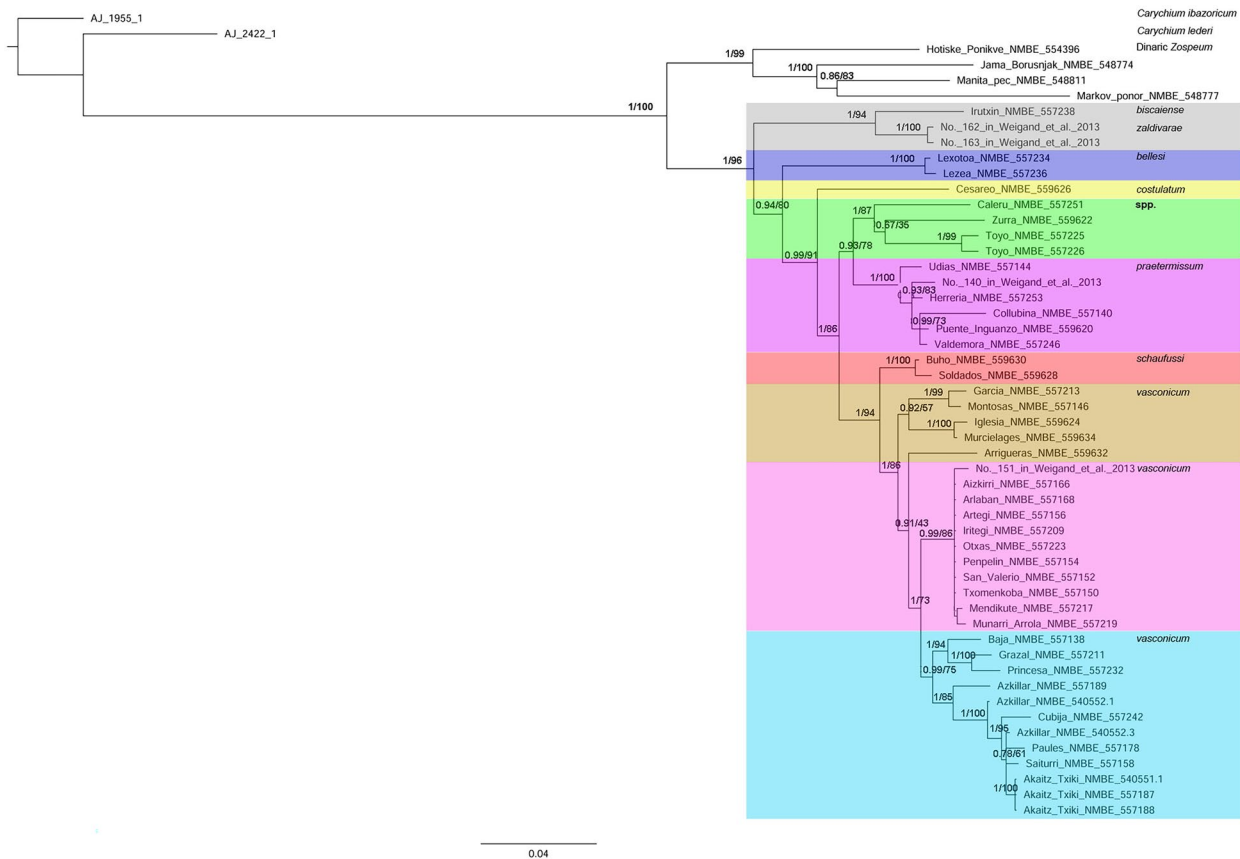 AJ_1955_1 Carychium ibazoricum
AJ_2422_1 Carychium lederi
Hotiske_Ponikve_NMBE_554396 Dinaric Zospeum
1/99
Jama_Borusnjak_NMBE_548774
1/100
0.86/83
Manita_pec_NMBE_548811
Markov_ponor_NMBE_548777
1/100
Irutxin_NMBE_557238 biscaiense
1/94
No._162_in_Weigand_et_al._2013 zaldivarae
1/100
No._163_in_Weigand_et_al._2013
Lexotoa_NMBE_557234 bellesi
1/96
1/100
Lezea_NMBE_557236
Cesareo_NMBE_559626 costulatum
Caleru_NMBE_557251 spp.
0.94/80
1/87
Zurra_NMBE_559622
0.67/35
Toyo_NMBE_557225
1/99
0.93/78
Toyo_NMBE_557226
0.99/91
Udias_NMBE_557144 praetermissum
1/100
No._140_in_Weigand_et_al._2013
0.93/83
Herreria_NMBE_557253
Collubina_NMBE_557140
0.99/73
Puente_Inguanzo_NMBE_559620
1/86
Valdemora_NMBE_557246
Buho_NMBE_559630 schaufussi
1/100
Soldados_NMBE_559628
Garcia_NMBE_557213 vasconicum
1/99
Montosas_NMBE_557146
0.92/57
1/94
Iglesia_NMBE_559624
1/100
Murcielages_NMBE_559634
Arrigueras_NMBE_559632
1/86
No._151_in_Weigand_et_al._2013 vasconicum
Aizkirri_NMBE_557166
Arlaban_NMBE_557168
Artegi_NMBE_557156
0.91/43
Iritegi_NMBE_557209
0.99/86
Otxas_NMBE_557223
Penpelin_NMBE_557154
San_Valerio_NMBE_557152
Txomenkoba_NMBE_557150
1/73
Mendikute_NMBE_557217
Munarri_Arrola_NMBE_557219
Baja_NMBE_557138 vasconicum
1/94
Grazal_NMBE_557211
1/100
0.99/75
Princesa_NMBE_557232
Azkillar_NMBE_557189
1/85
Azkillar_NMBE_540552.1
1/100
Cubija_NMBE_557242
1/95
Azkillar_NMBE_540552.3
Paules_NMBE_557178
0.78/61
Saiturri_NMBE_557158
Akaitz_Txiki_NMBE_540551.1
1/100
Akaitz_Txiki_NMBE_557187
Akaitz_Txiki_NMBE_557188
0.04